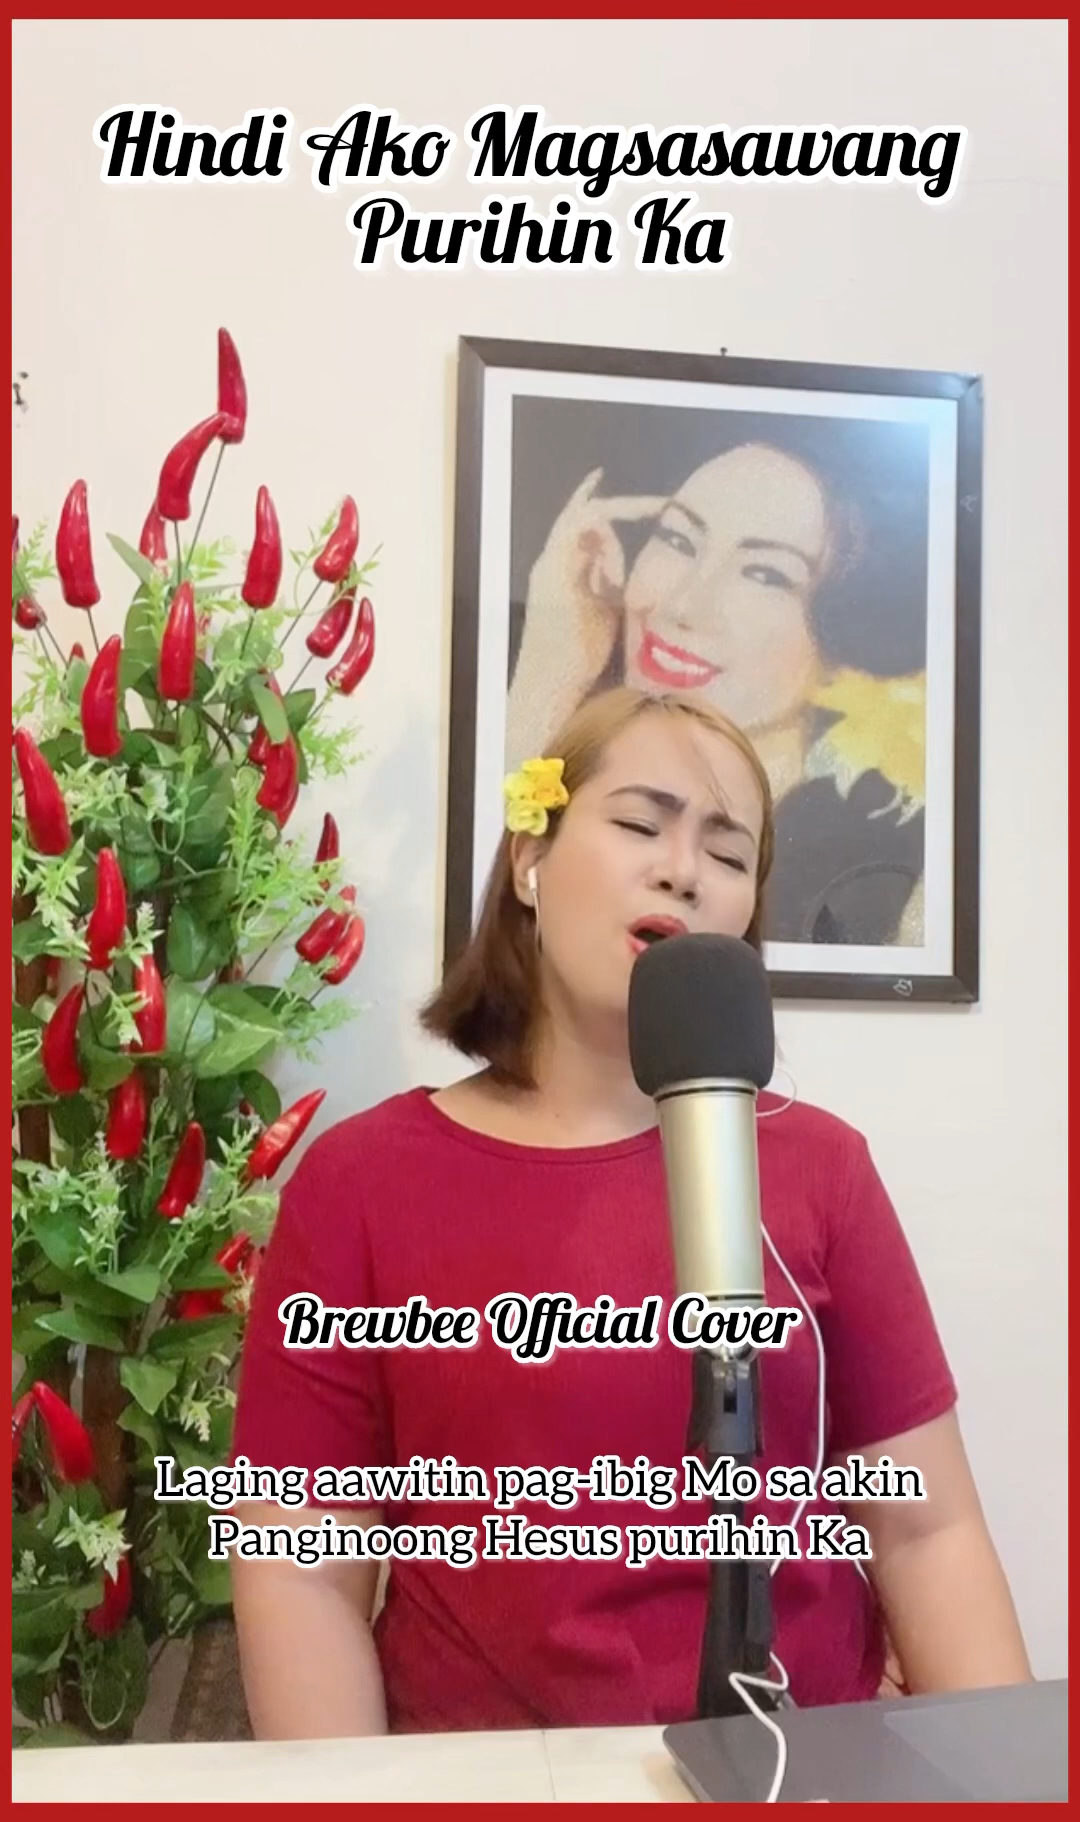 Hindi Ako Magsasawang
Purihin Ka
Brewbee Official Cover
Laging aawitin pag-ibig Mo sa akin
Panginoong Hesus purihin Ka